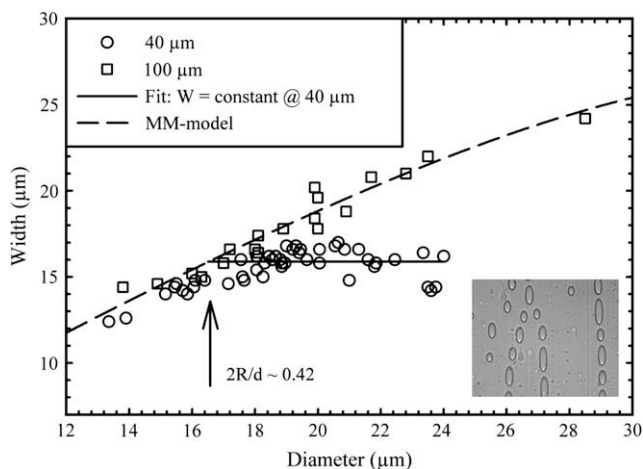 30
25
20
15
10
Width (μm)
40 μm
100 μm
Fit: W = constant @ 40 μm
MM-model
2R/d ~ 0.42
12 14 16 18 20 22 24 26 28 30
Diameter (μm)